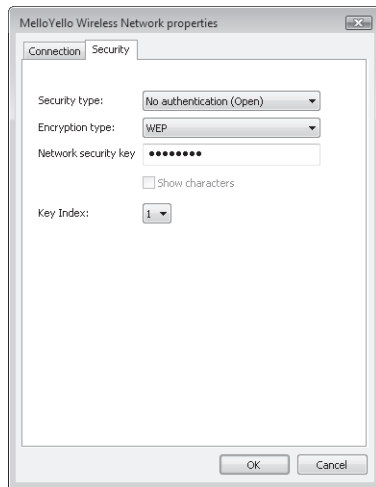 MelloYello Wireless Network properties
Connection Security
Security type: No authentication (Open)
Encryption type: WEP
Network security key ••••••••
Show characters
Key Index: 1
OK Cancel